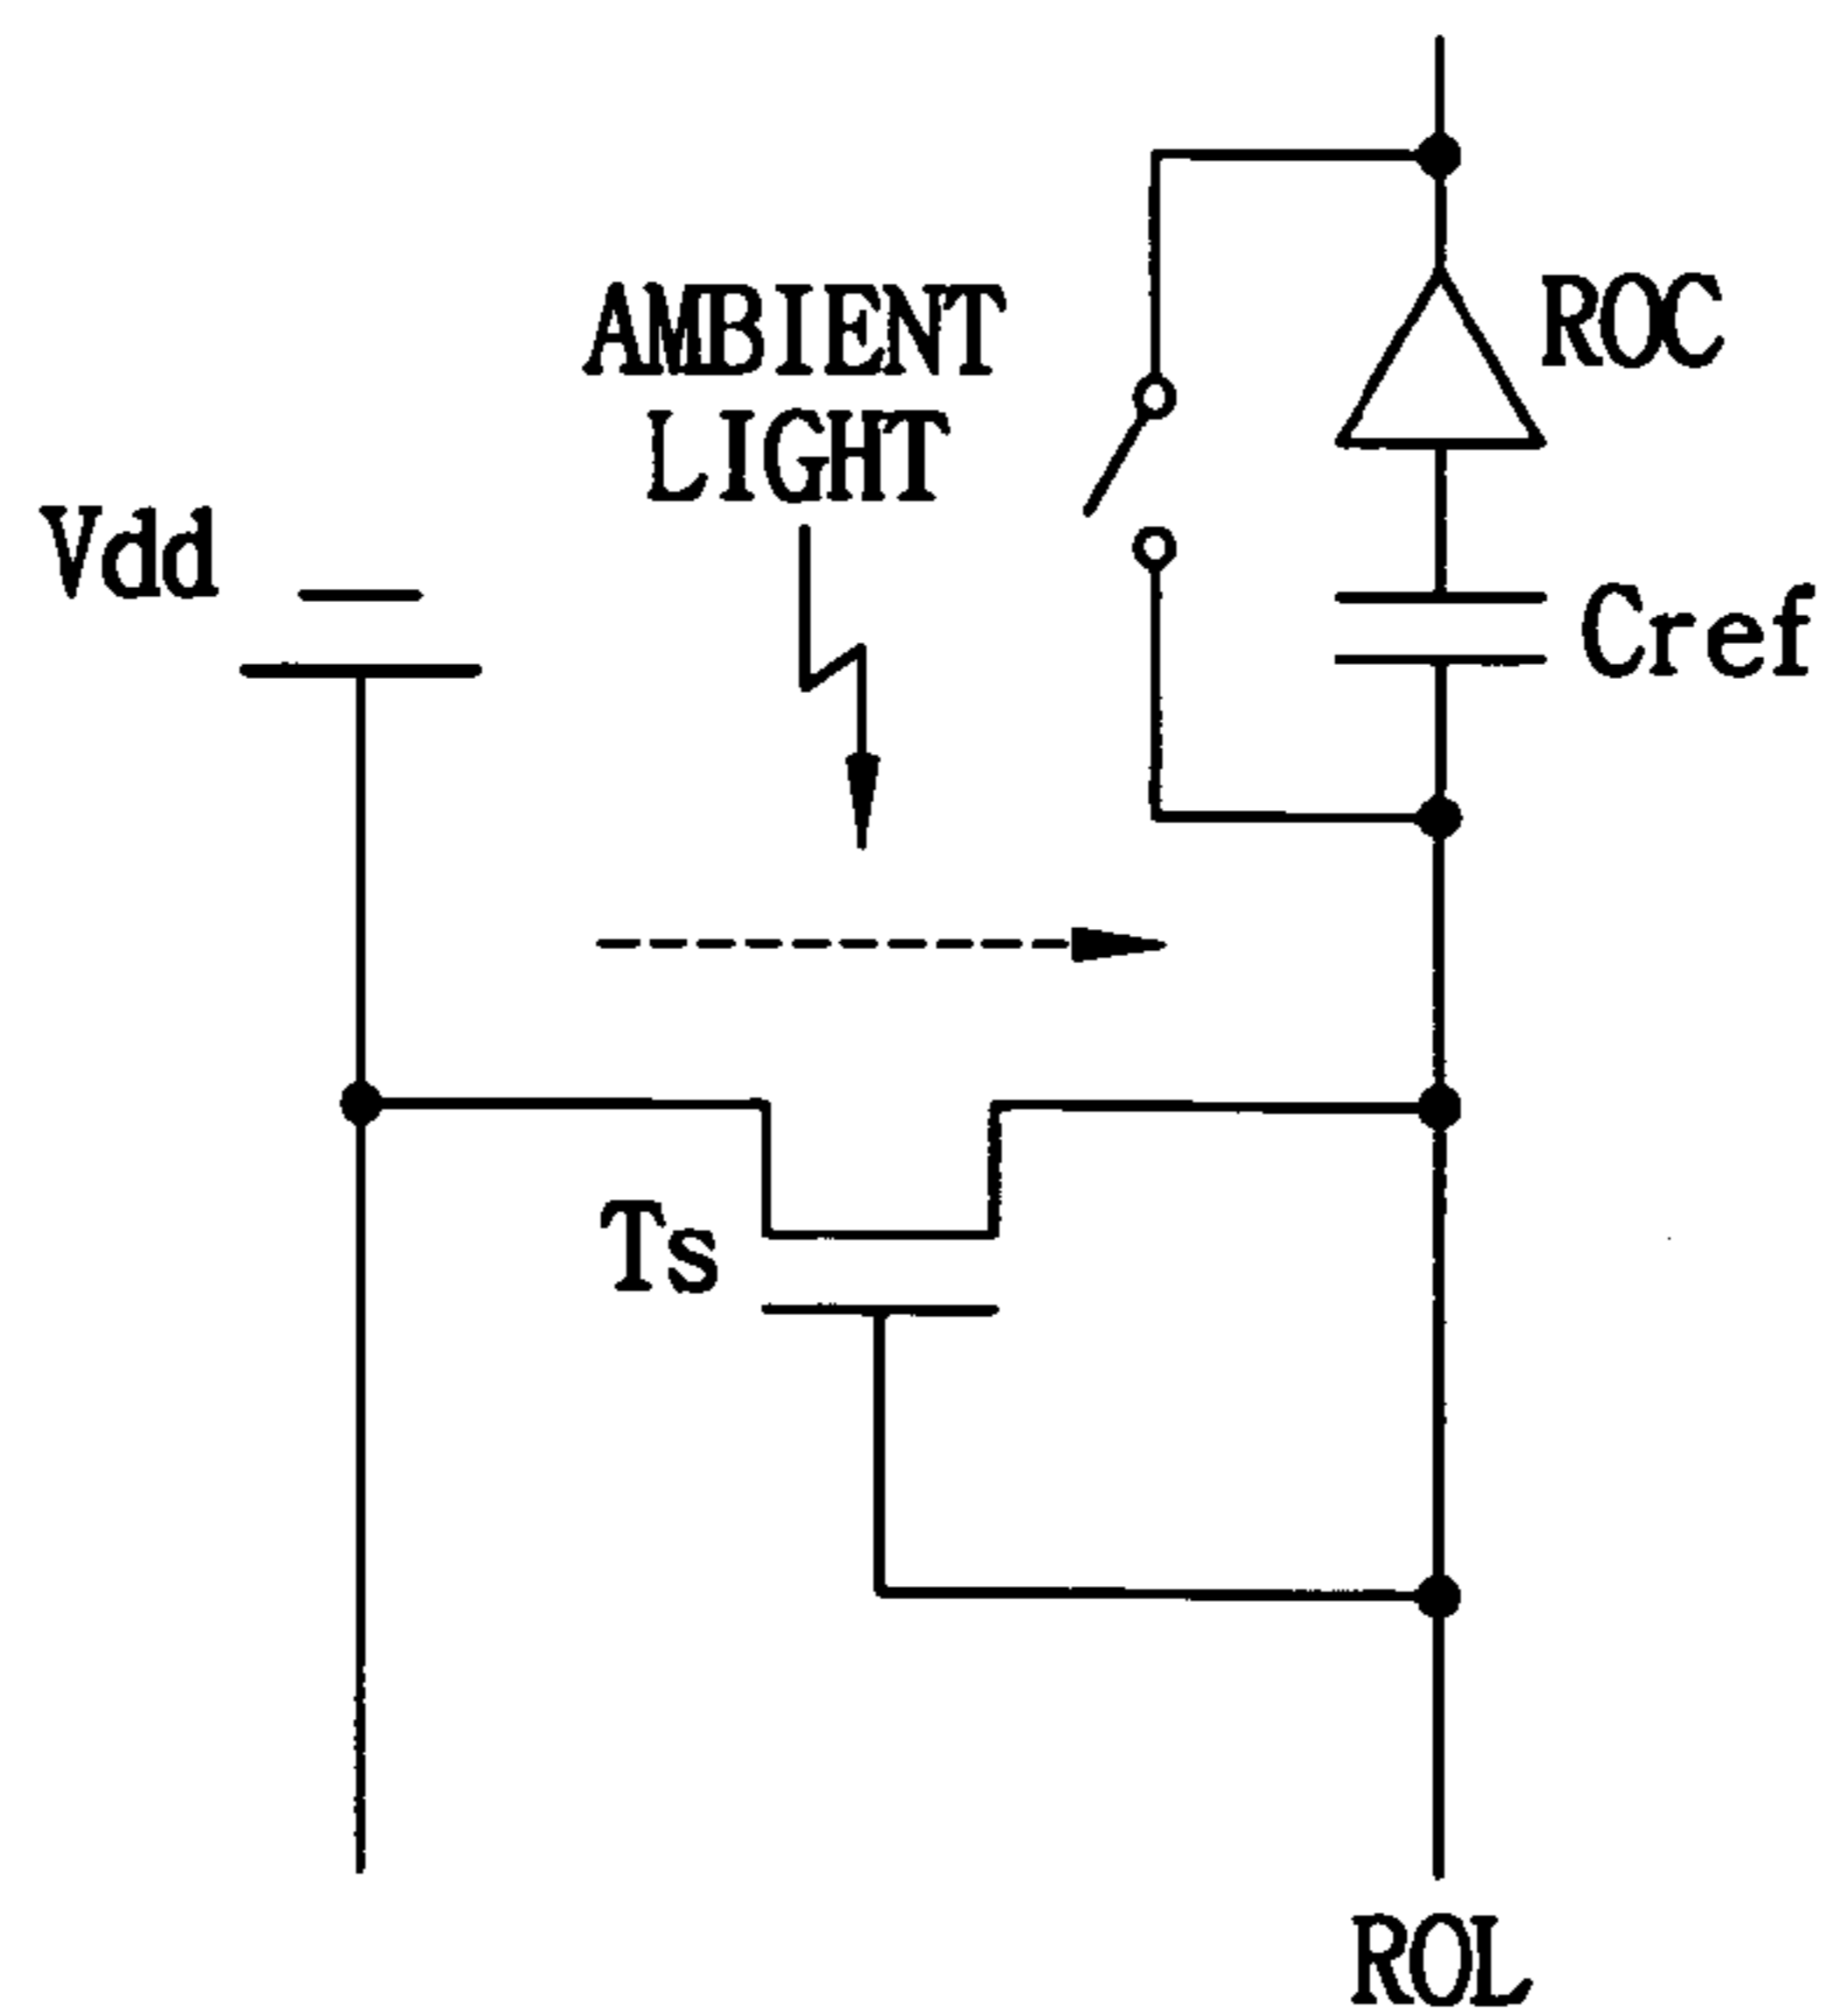 AMBIENT
LIGHT
ROC
Vdd
Cref
Ts
ROL